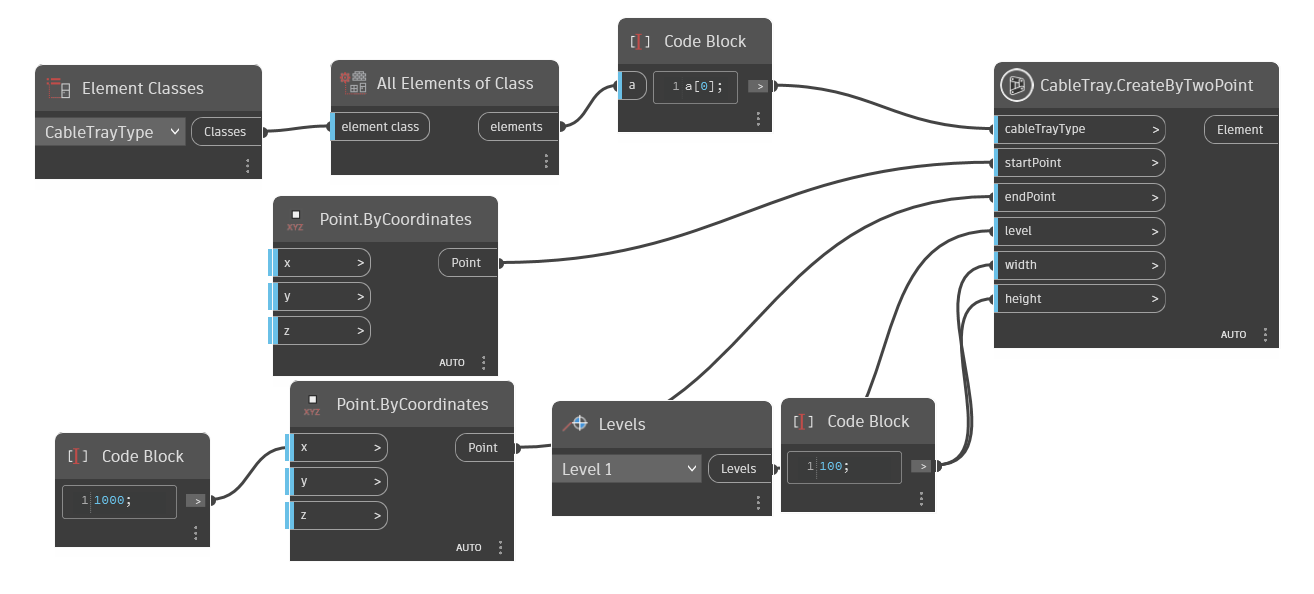 Element Classes
CableTrayType
Classes
All Elements of Class
element class
elements
Code Block
a
1 a[0];
>
CableTray.CreateByTwoPoint
cableTrayType >
Element
startPoint >
endPoint >
level >
width >
height >
AUTO
XYZ
Point.ByCoordinates
x >
Point
y >
z >
AUTO
XYZ
Point.ByCoordinates
x >
Point
y >
z >
AUTO
Code Block
1 1000;
>
Levels
Level 1
Levels
Code Block
1 100;
>